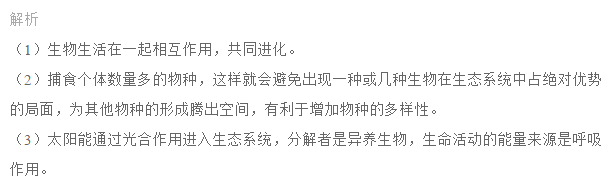 解析
（1）生物生活在一起相互作用，共同进化。
（2）捕食个体数量多的物种，这样就会避免出现一种或几种生物在生态系统中占绝对优势
的局面，为其他物种的形成腾出空间，有利于增加物种的多样性。
（3）太阳能通过光合作用进入生态系统，分解者是异养生物，生命活动的能量来源是呼吸
作用。